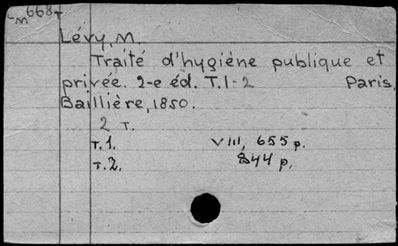 -м668т
Lévy, M.
Traité d'hygiène publique et
privée. 2-e éd. T.1-2 Paris,
Baillière, 1850.
2 т.
т.1. VIII, 655 p.
т.2. 844 p.